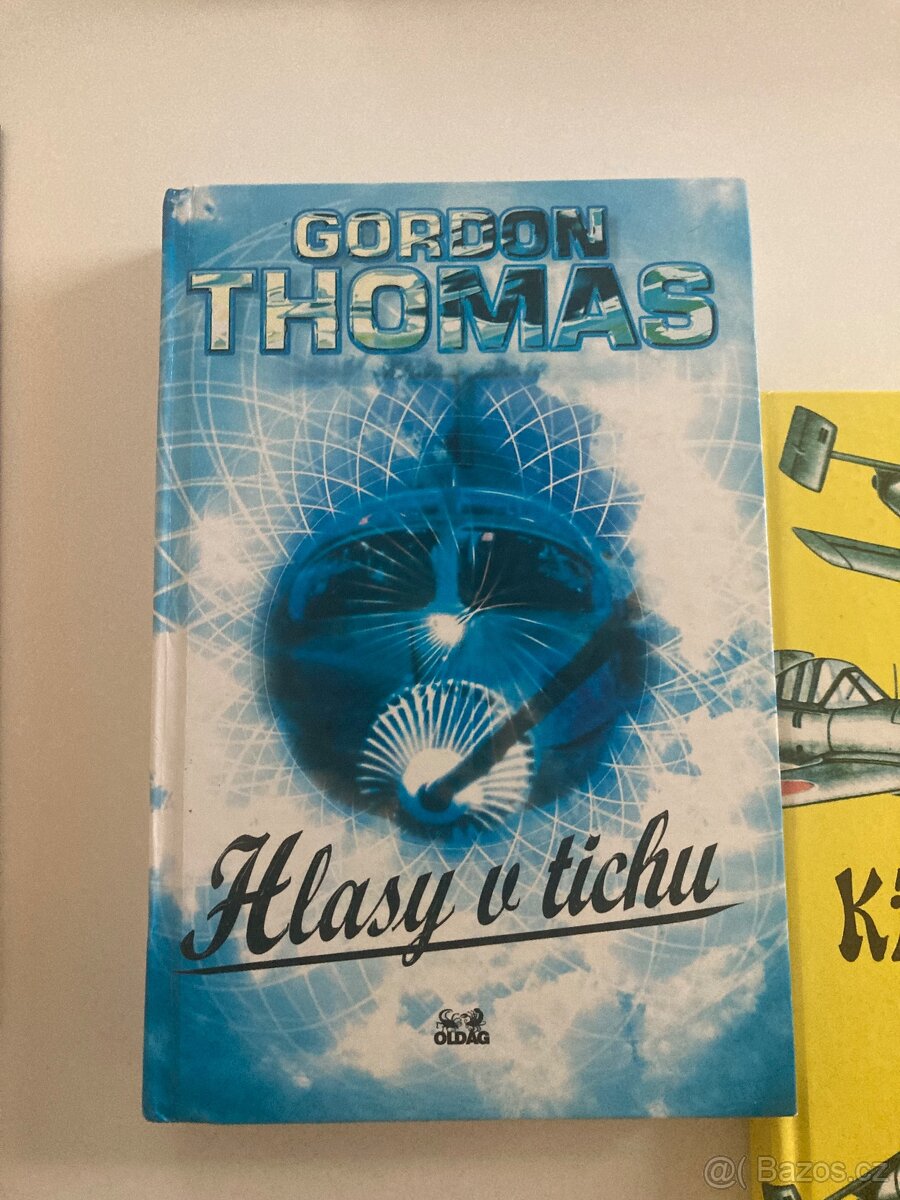 GORDON
THOMAS
Hlasy v tichu
OLDAG
@( Bazos.cz